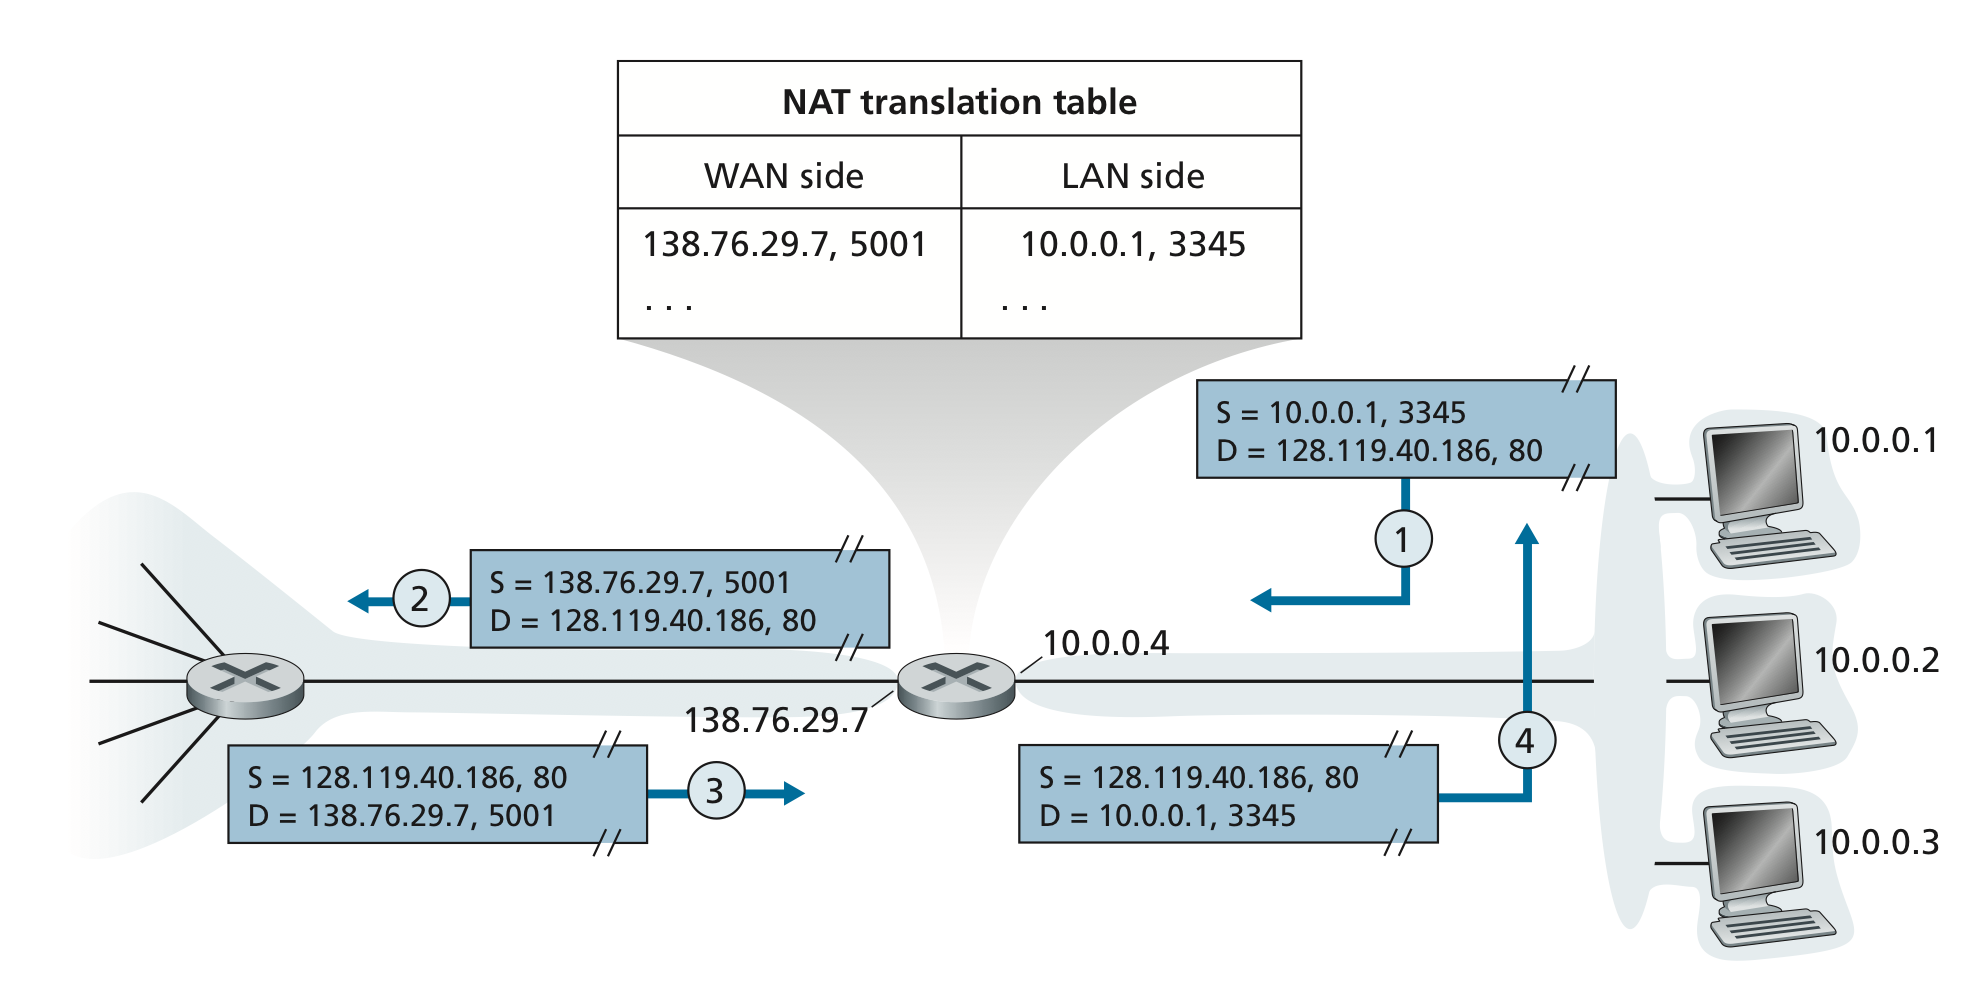 NAT translation table
WAN side LAN side
138.76.29.7, 5001 10.0.0.1, 3345
. . . . . .
S = 10.0.0.1, 3345
D = 128.119.40.186, 80
10.0.0.1
1
2
S = 138.76.29.7, 5001
D = 128.119.40.186, 80
10.0.0.4
10.0.0.2
138.76.29.7
S = 128.119.40.186, 80
D = 138.76.29.7, 5001
3
S = 128.119.40.186, 80
D = 10.0.0.1, 3345
4
10.0.0.3